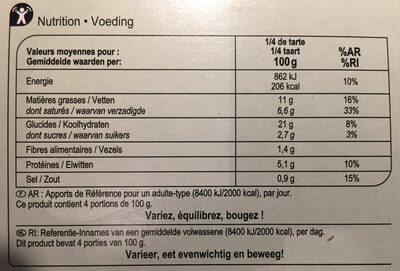 Nutrition • Voeding
Valeurs moyennes pour :
Gemiddelde waarden per:
1/4 de tarte
1/4 taart
100 g
%AR
%RI
Energie
862 kJ
206 kcal
10%
Matières grasses / Vetten
11 g
16%
dont saturés / waarvan verzadigde
6,6 g
33%
Glucides / Koolhydraten
21 g
8%
dont sucres / waarvan suikers
2,7 g
3%
Fibres alimentaires / Vezels
1,4 g
Protéines / Eiwitten
5,1 g
10%
Sel / Zout
0,9 g
15%
AR : Apports de Référence pour un adulte-type (8400 kJ/2000 kcal), par jour.
Ce produit contient 4 portions de 100 g.
Variez, équilibrez, bougez !
RI: Referentie-Innames van een gemiddelde volwassene (8400 kJ/2000 kcal), per dag.
Dit product bevat 4 porties van 100 g.
Varieer, eet evenwichtig en beweeg!